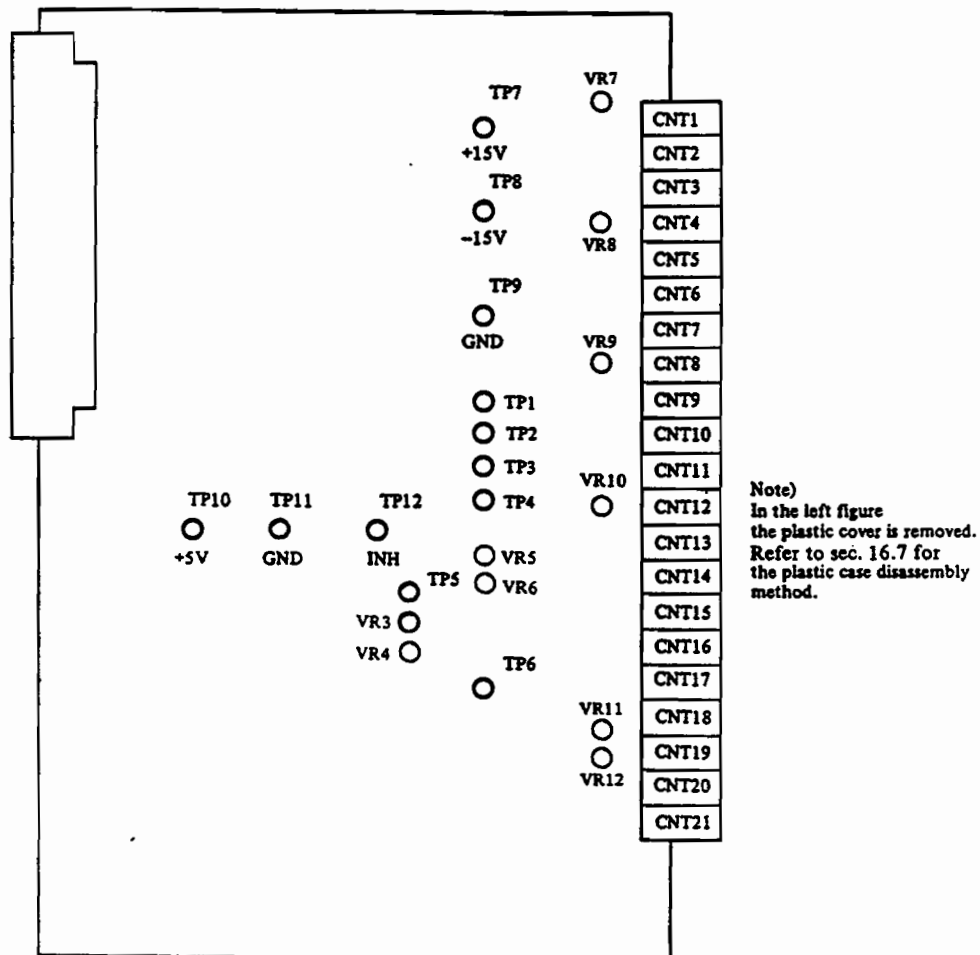 VR7
TP7
CNT1
+15V
CNT2
TP8
CNT3
CNT4
-15V
VR8
CNT5
TP9
CNT6
CNT7
GND
VR9
CNT8
TP1
CNT9
TP2
CNT10
TP3
CNT11
VR10
TP10
TP11
TP12
TP4
CNT12
+5V
GND
INH
CNT13
VR5
TP5
VR6
CNT14
CNT15
VR3
VR4
CNT16
TP6
CNT17
VR11
CNT18
CNT19
VR12
CNT20
CNT21
Note)
In the left figure
the plastic cover is removed.
Refer to sec. 16.7 for
the plastic case disassembly
method.